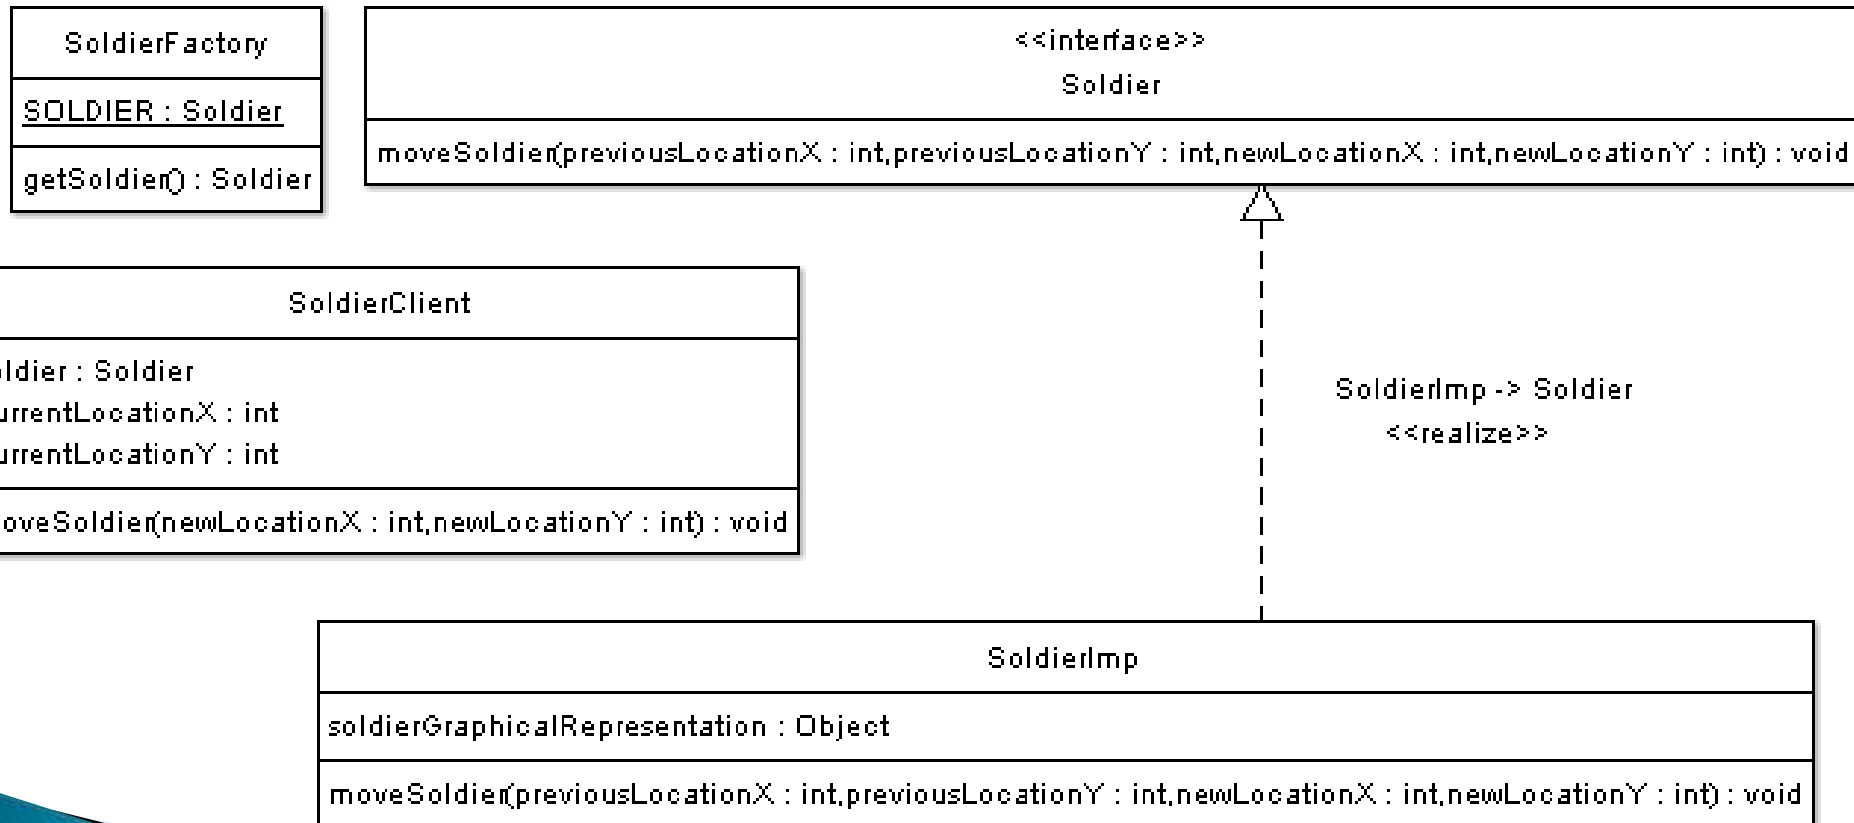 SoldierFactory
SOLDIER : Soldier
getSoldier() : Soldier
<<interface>>
Soldier
moveSoldier(previousLocationX : int,previousLocationY : int,newLocationX : int,newLocationY : int) : void
SoldierClient
oldier : Soldier
urrentLocationX : int
urrentLocationY : int
oveSoldier(newLocationX : int,newLocationY : int) : void
SoldierImp -> Soldier
<<realize>>
SoldierImp
soldierGraphicalRepresentation : Object
moveSoldier(previousLocationX : int,previousLocationY : int,newLocationX : int,newLocationY : int) : void